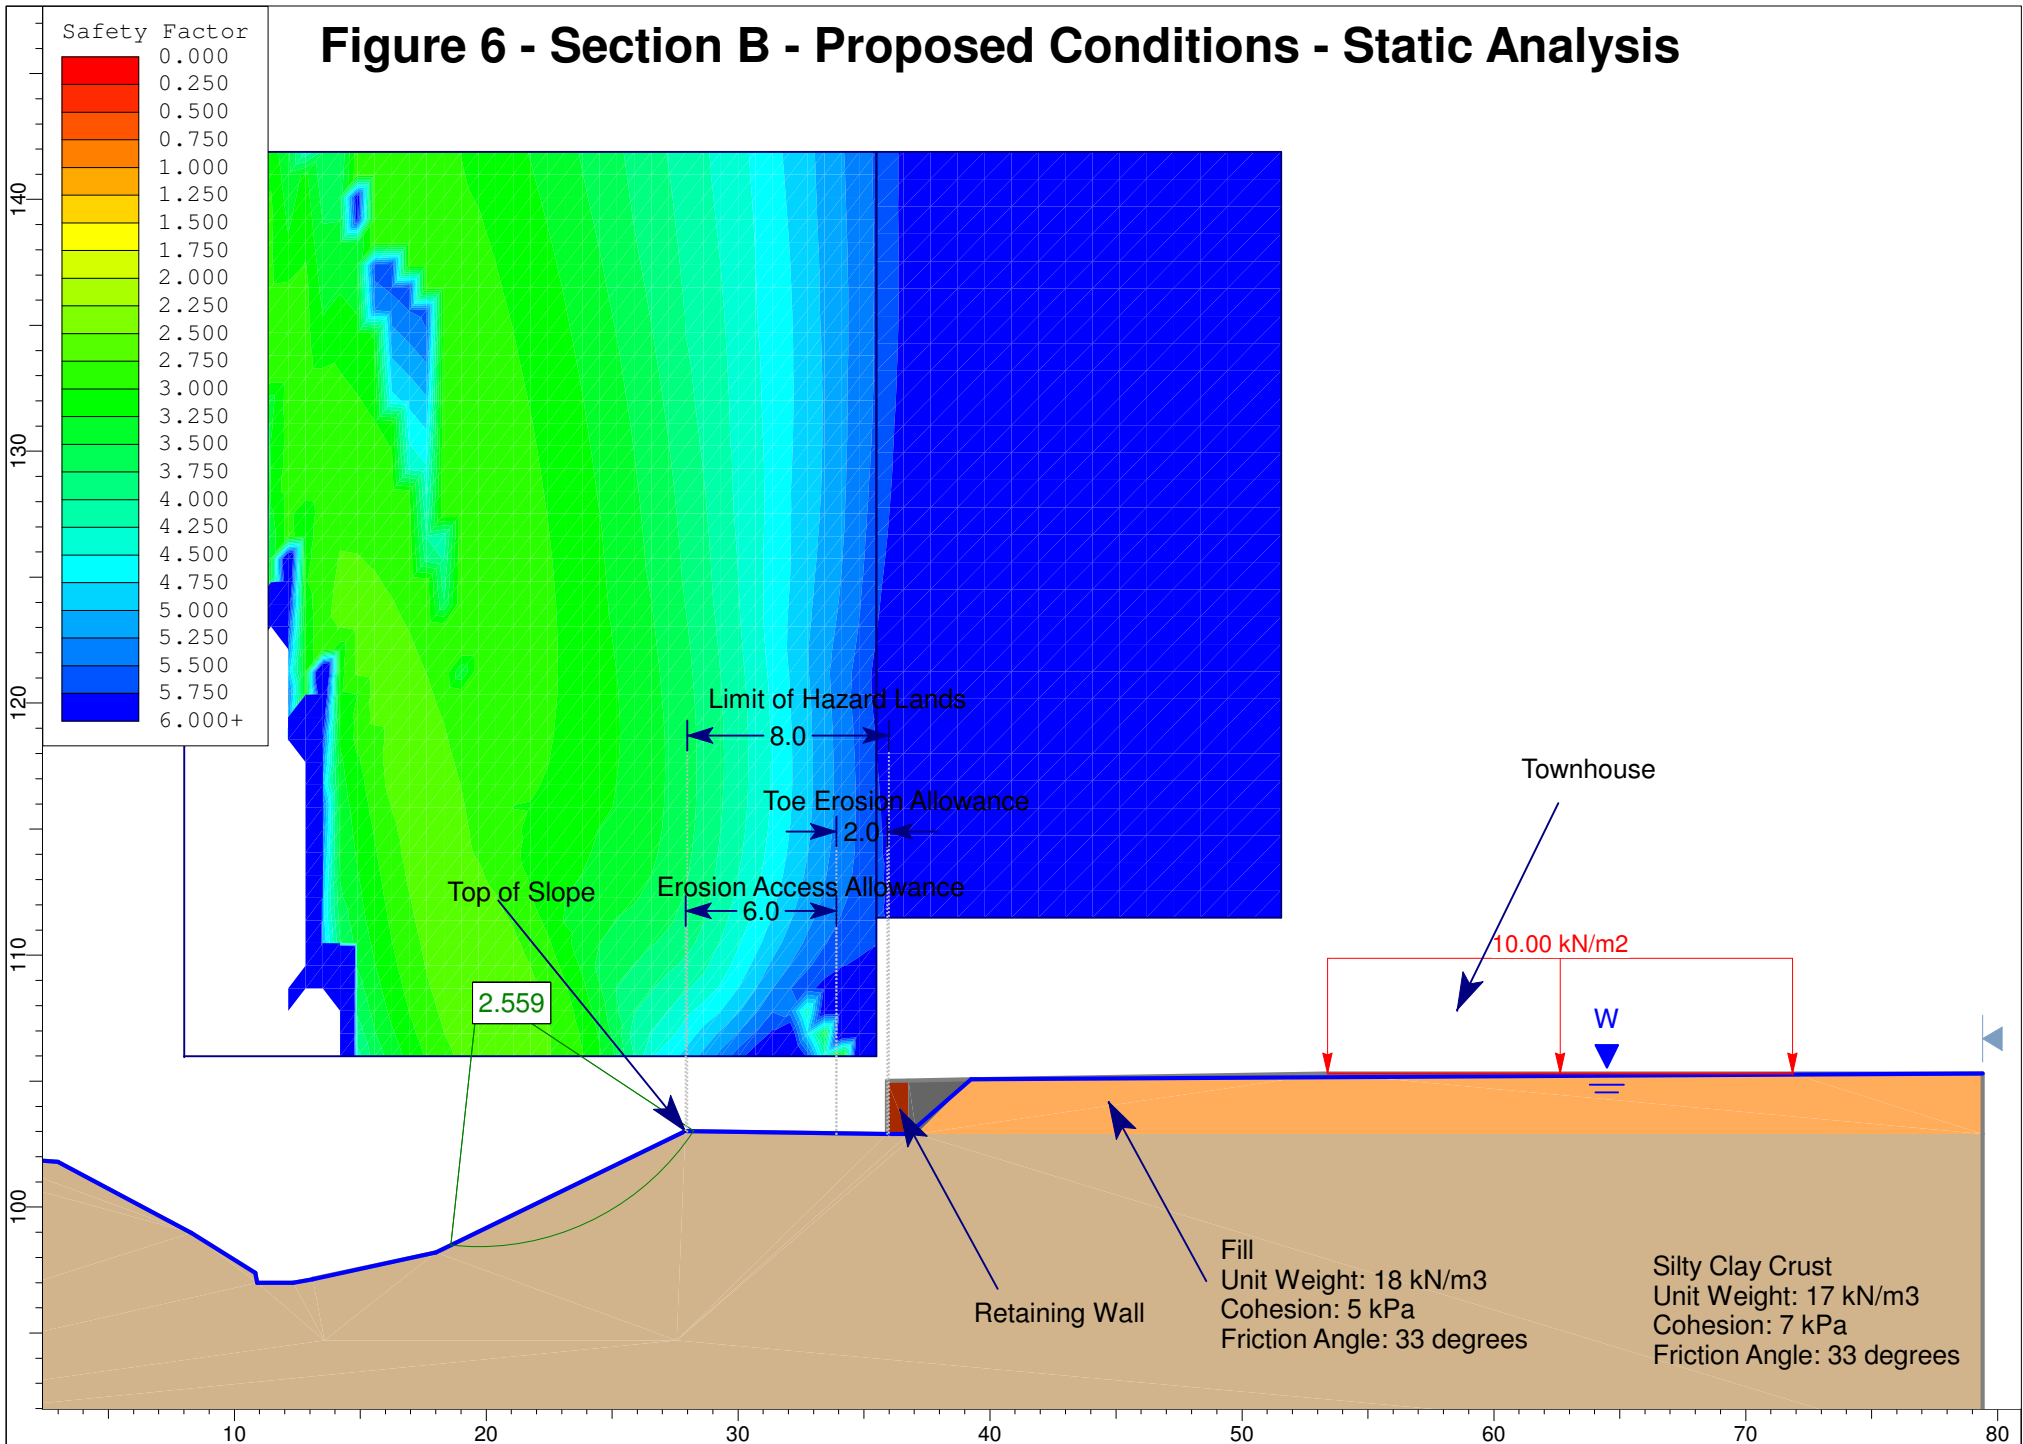 Figure 6 - Section B - Proposed Conditions - Static Analysis
Safety Factor
0.000
0.250
0.500
0.750
1.000
1.250
1.500
1.750
2.000
2.250
2.500
2.750
3.000
3.250
3.500
3.750
4.000
4.250
4.500
4.750
5.000
5.250
5.500
5.750
6.000+
140
130
120
110
100
Limit of Hazard Lands
8.0
Toe Erosion Allowance
2.0
Erosion Access Allowance
6.0
Top of Slope
2.559
Townhouse
10.00 kN/m2
W
Retaining Wall
Fill
Unit Weight: 18 kN/m3
Cohesion: 5 kPa
Friction Angle: 33 degrees
Silty Clay Crust
Unit Weight: 17 kN/m3
Cohesion: 7 kPa
Friction Angle: 33 degrees
10 20 30 40 50 60 70 80